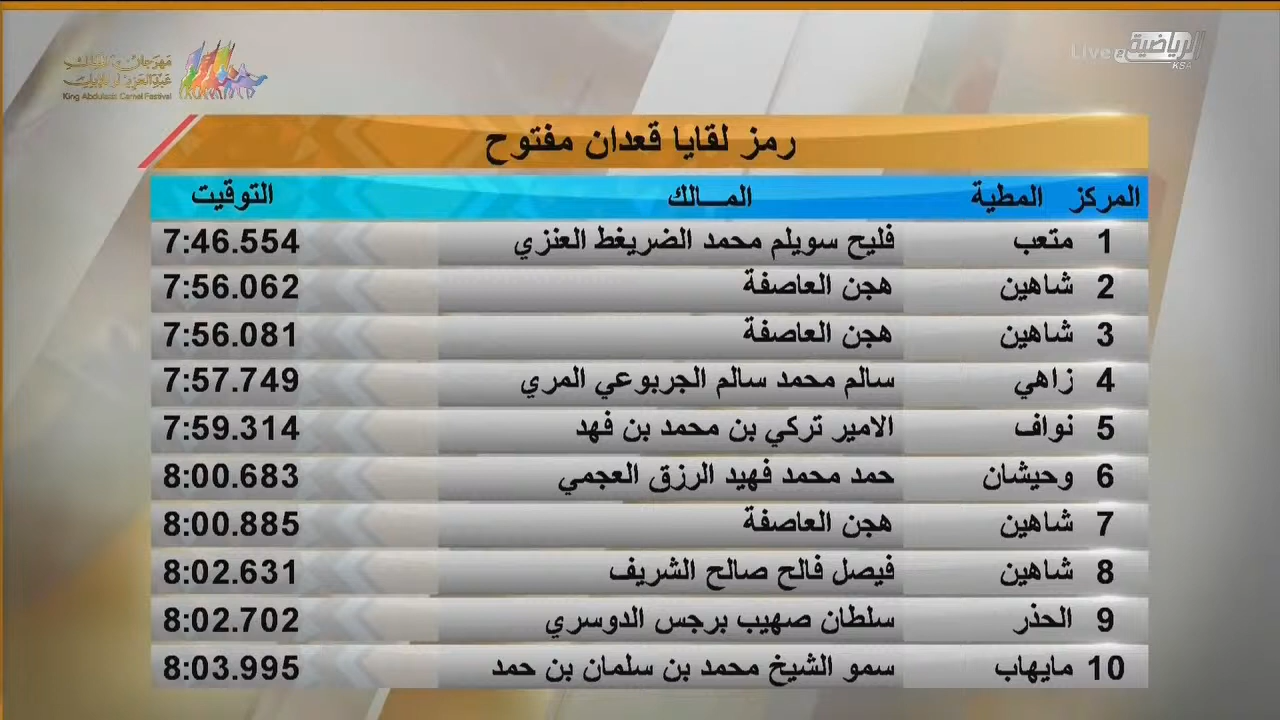 مهرجان الملك
عبدالعزيز للإبل
King Abdulaziz Camel Festival
Live
الرياضية
KSA
رمز لقايا قعدان مفتوح
المركز المطية المـــالك التوقيت
1 متعب فليح سويلم محمد الضريغط العنزي 7:46.554
2 شاهين هجن العاصفة 7:56.062
3 شاهين هجن العاصفة 7:56.081
4 زاهي سالم محمد سالم الجربوعي المري 7:57.749
5 نواف الامير تركي بن محمد بن فهد 7:59.314
6 وحيشان حمد محمد فهيد الرزق العجمي 8:00.683
7 شاهين هجن العاصفة 8:00.885
8 شاهين فيصل فالح صالح الشريف 8:02.631
9 الحذر سلطان صهيب برجس الدوسري 8:02.702
10 مايهاب سمو الشيخ محمد بن سلمان بن حمد 8:03.995